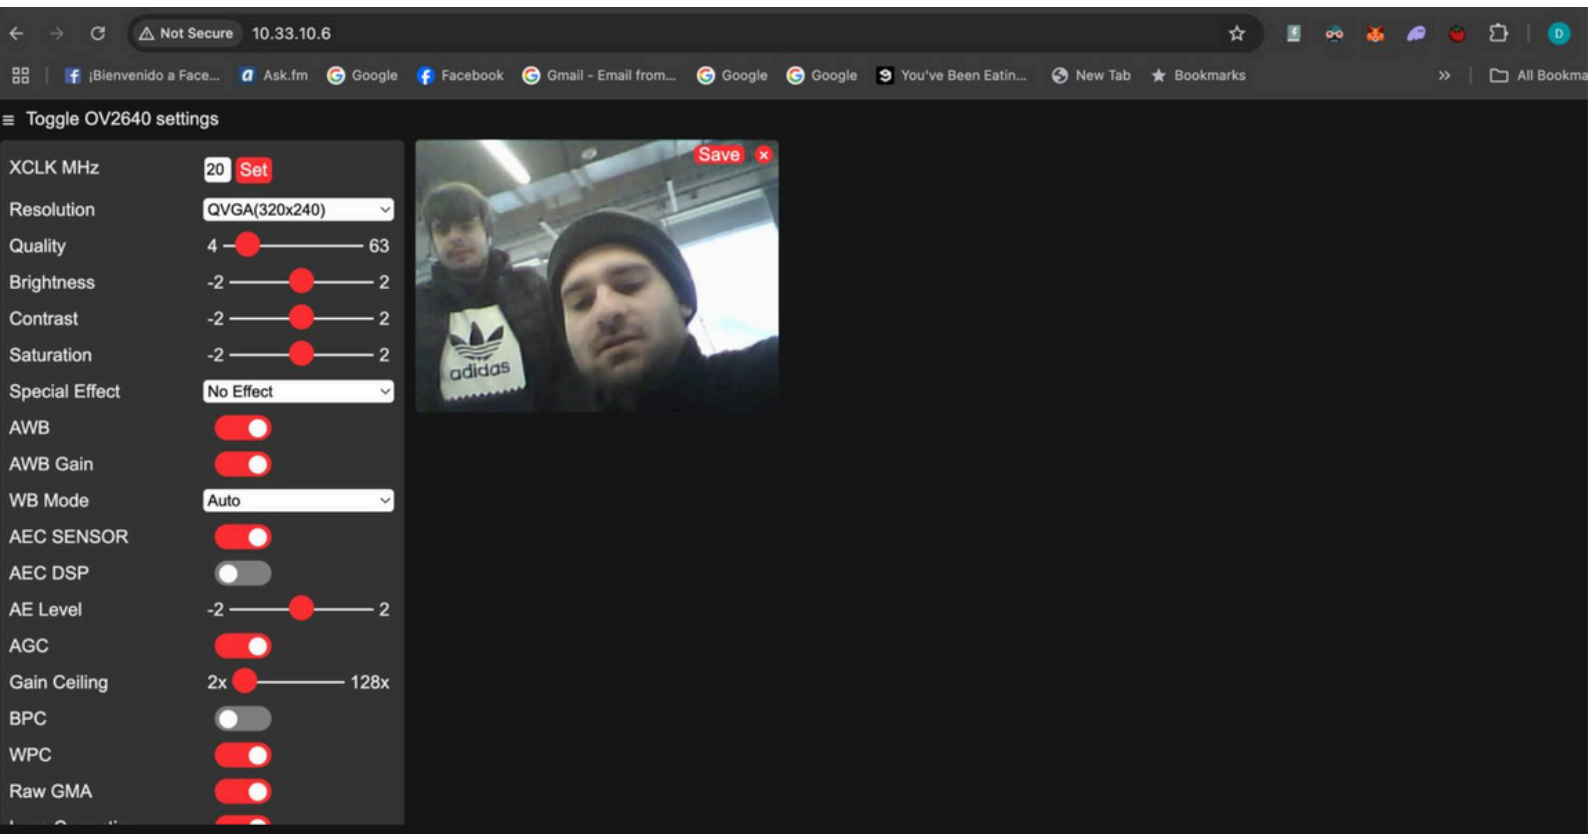 Not Secure 10.33.10.6
D
¡Bienvenido a Face... Ask.fm Google Facebook Gmail - Email from... Google Google You've Been Eatin... New Tab Bookmarks » All Bookma
≡ Toggle OV2640 settings
XCLK MHz 20 Set
Save ×
Resolution QVGA(320x240)
Quality 4 63
Brightness -2 2
Contrast -2 2
Saturation -2 2
adidas
Special Effect No Effect
AWB
AWB Gain
WB Mode Auto
AEC SENSOR
AEC DSP
AE Level -2 2
AGC
Gain Ceiling 2x 128x
BPC
WPC
Raw GMA